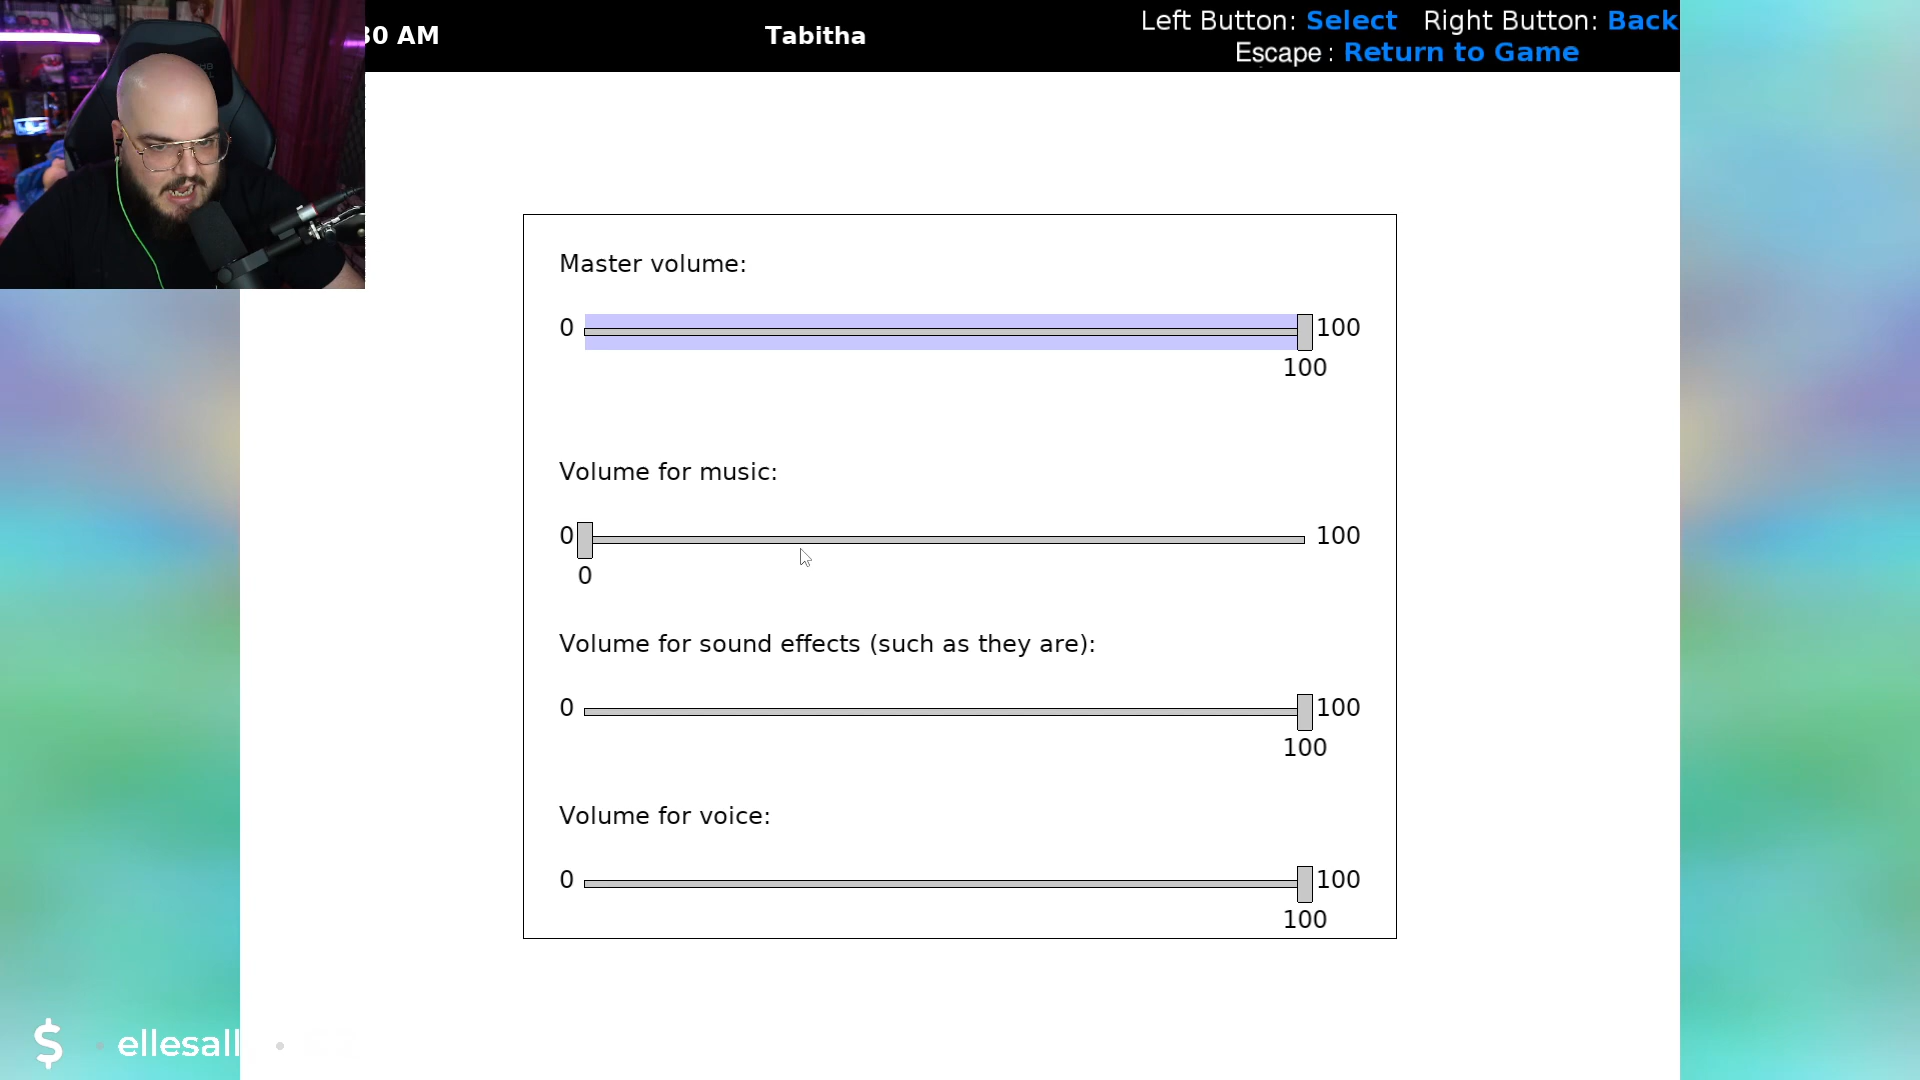 30 AM
Tabitha
Left Button: Select Right Button: Back
Escape : Return to Game
Master volume:
0 100
100
Volume for music:
0 100
0
Volume for sound effects (such as they are):
0 100
100
Volume for voice:
0 100
100
$ • ellesall •